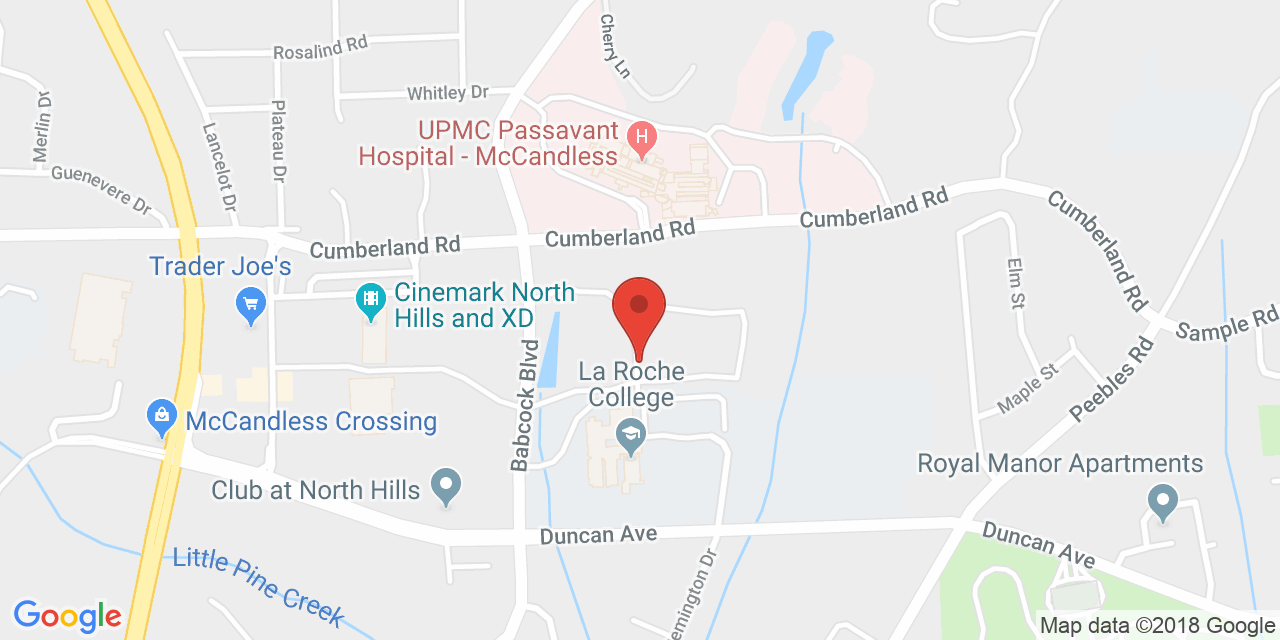 Cherry Ln
Rosalind Rd
Whitley Dr
Merlin Dr
Lancelot Dr
Plateau Dr
UPMC Passavant
Hospital - McCandless
Guenevere Dr
Cumberland Rd
Cumberland Rd
Cumberland Rd
Cumberland Rd
Trader Joe's
Elm St
Cinemark North
Hills and XD
Sample Rd
Babcock Blvd
La Roche
College
Maple St
Peebles Rd
McCandless Crossing
Royal Manor Apartments
Club at North Hills
Duncan Ave
Duncan Ave
Little Pine Creek
emington Dr
Google
Map data ©2018 Google